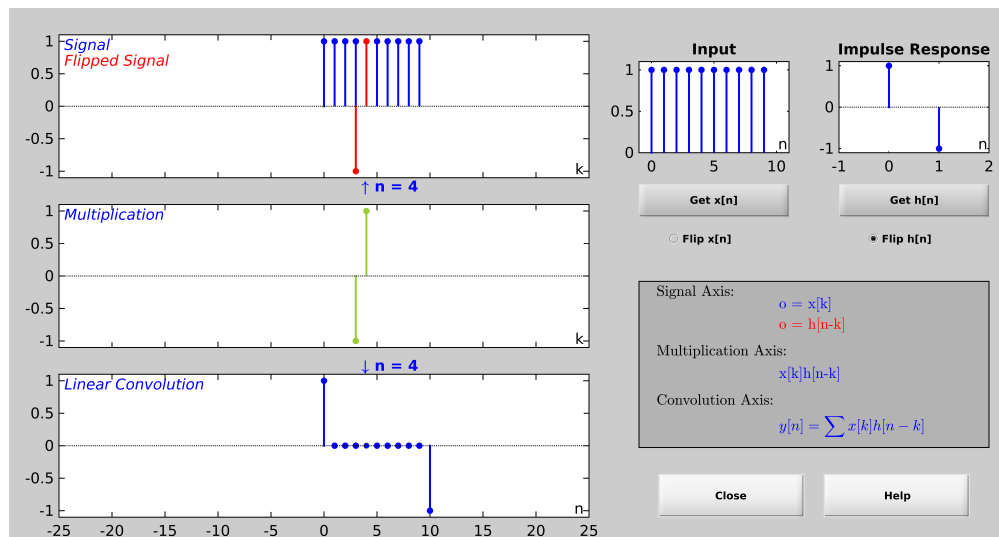 Signal
Flipped Signal
1
0.5
0
-0.5
-1
k
↑ n = 4
Multiplication
1
0.5
0
-0.5
-1
k
↓ n = 4
Linear Convolution
1
0.5
0
-0.5
-1
n
-25 -20 -15 -10 -5 0 5 10 15 20 25
Input
1
0.5
0
n
0 5 10
Impulse Response
1
0
-1
n
-1 0 1 2
Get x[n]
Get h[n]
Flip x[n]
Flip h[n]
Signal Axis:
o = x[k]
o = h[n-k]
Multiplication Axis:
x[k]h[n-k]
Convolution Axis:
y[n] = ∑ x[k]h[n − k]
Close
Help